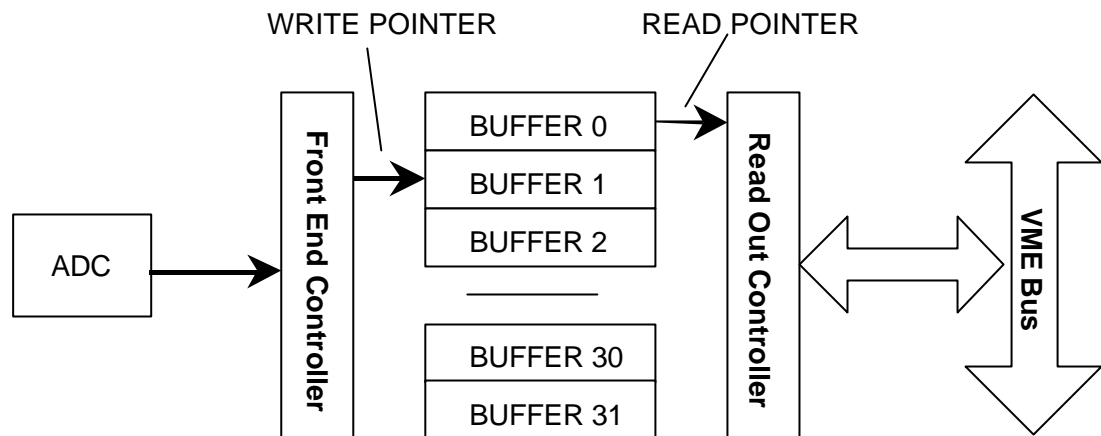 WRITE POINTER
READ POINTER
ADC
Front End Controller
BUFFER 0
BUFFER 1
BUFFER 2
BUFFER 30
BUFFER 31
Read Out Controller
VME Bus